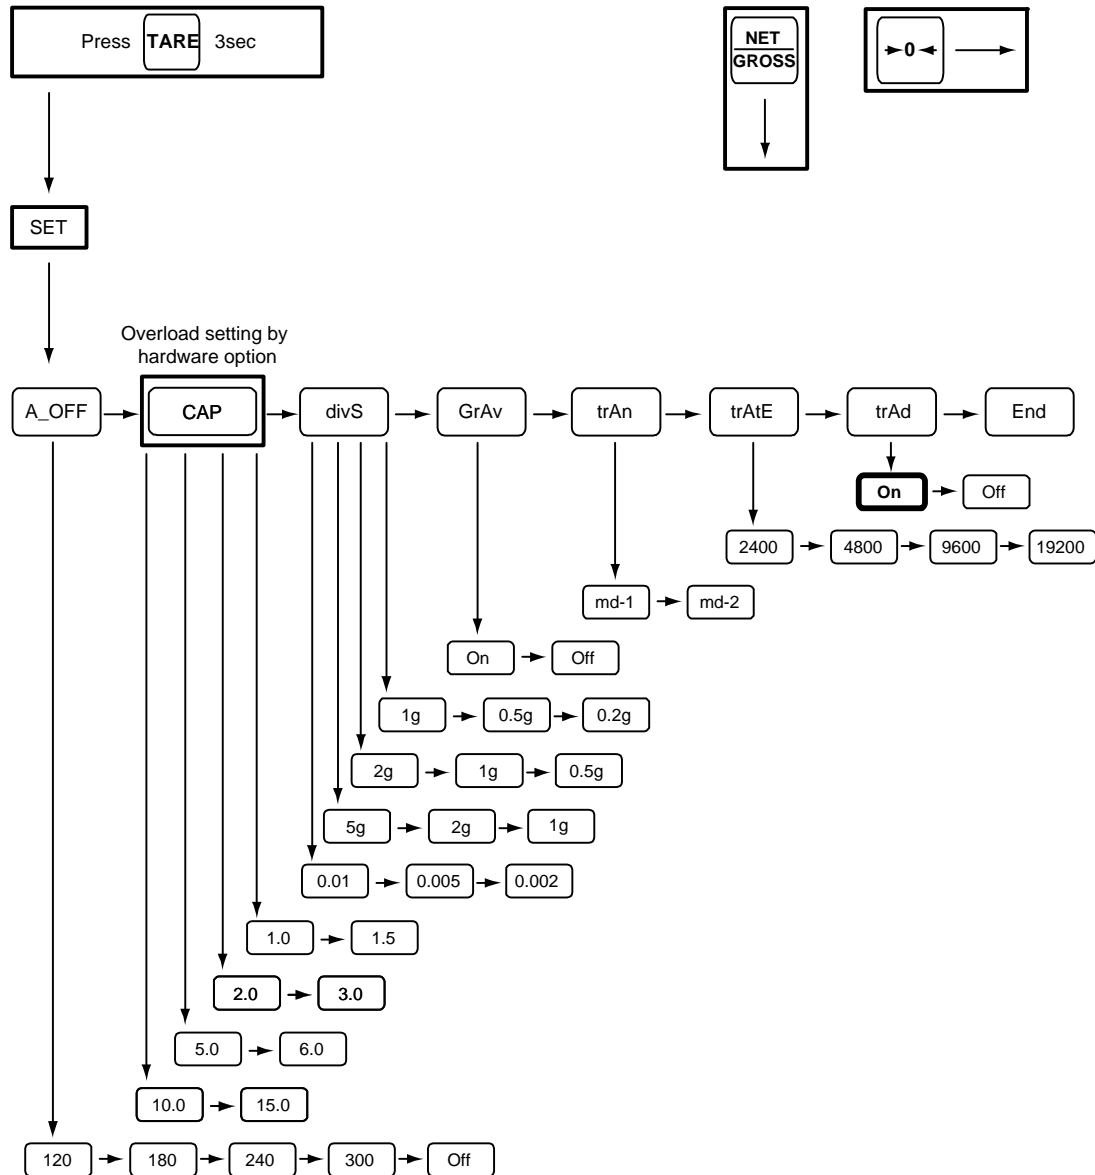 Press TARE 3sec
NET
GROSS
0
SET
Overload setting by
hardware option
A_OFF CAP divS GrAv trAn trAtE trAd End
On Off
2400 4800 9600 19200
md-1 md-2
On Off
1g 0.5g 0.2g
2g 1g 0.5g
5g 2g 1g
0.01 0.005 0.002
1.0 1.5
2.0 3.0
5.0 6.0
10.0 15.0
120 180 240 300 Off